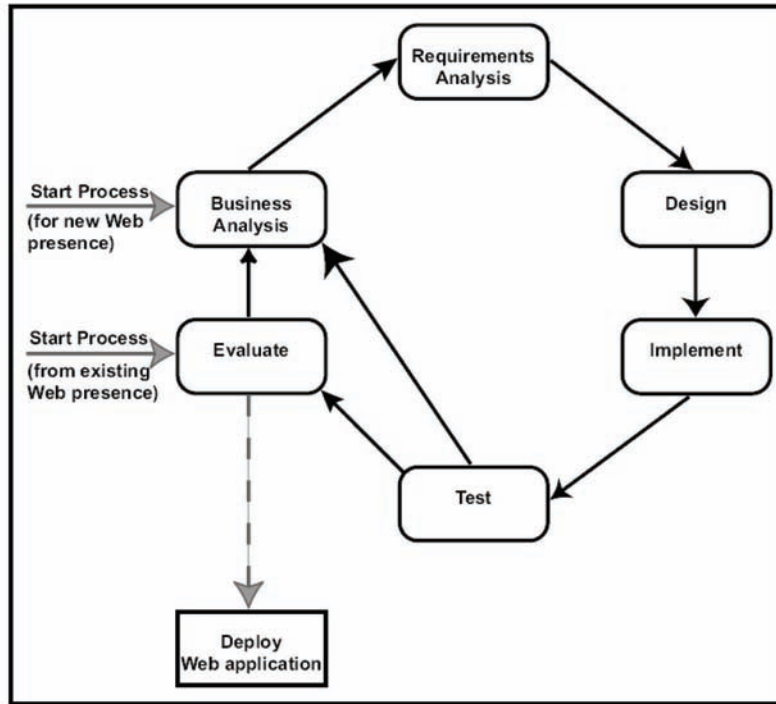 Requirements
Analysis
Start Process
(for new Web
presence)
Business
Analysis
Design
Start Process
(from existing
Web presence)
Evaluate
Implement
Test
Deploy
Web application